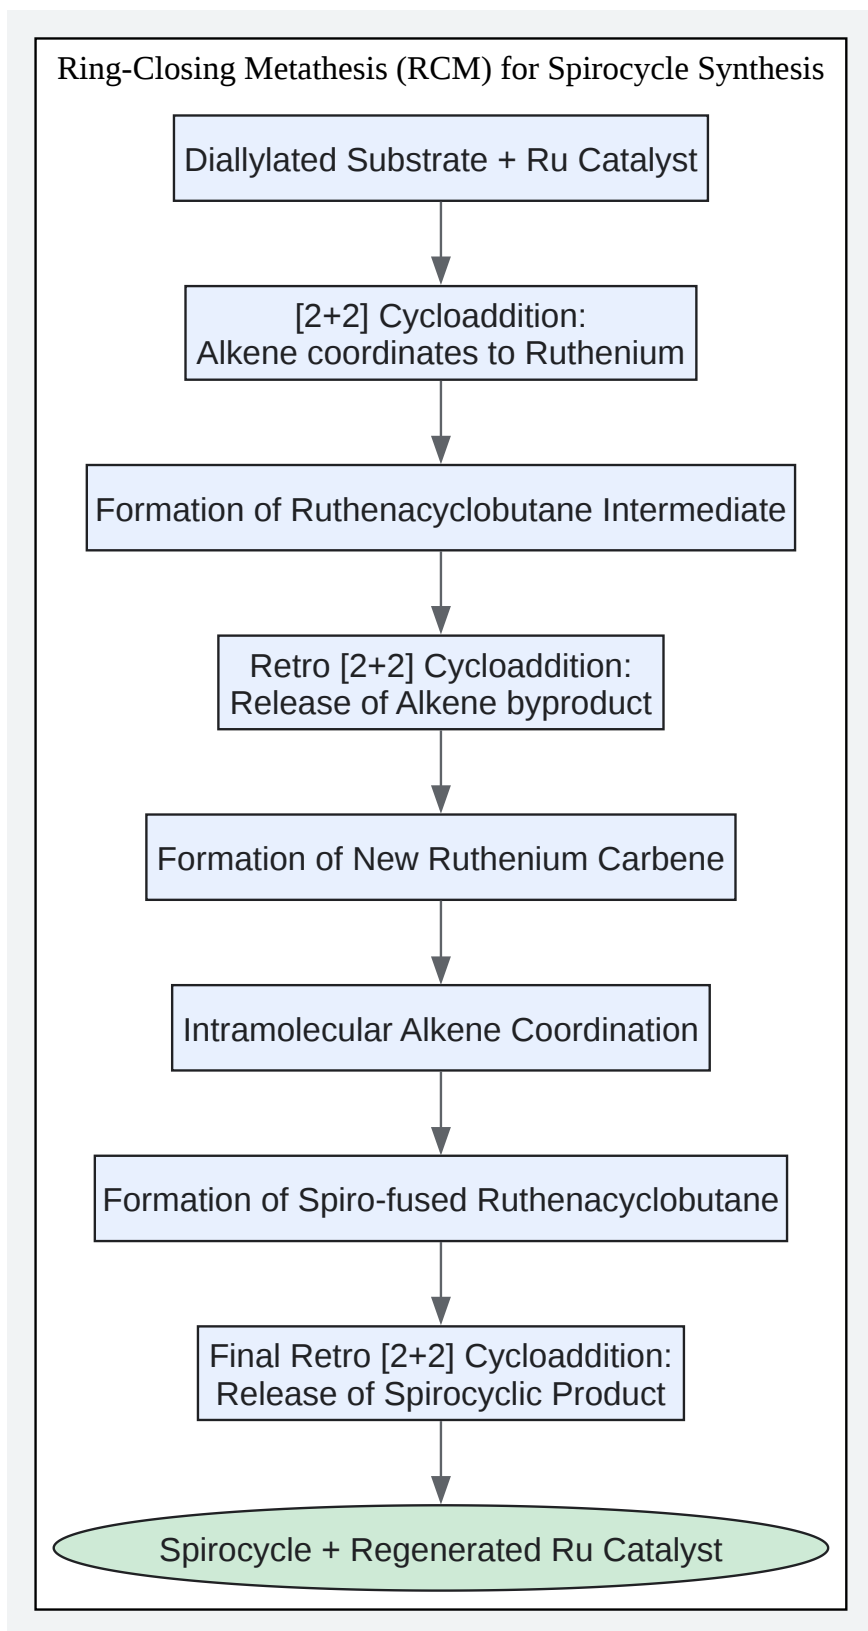 Ring-Closing Metathesis (RCM) for Spirocycle Synthesis
Diallylated Substrate + Ru Catalyst
[2+2] Cycloaddition:
Alkene coordinates to Ruthenium
Formation of Ruthenacyclobutane Intermediate
Retro [2+2] Cycloaddition:
Release of Alkene byproduct
Formation of New Ruthenium Carbene
Intramolecular Alkene Coordination
Formation of Spiro-fused Ruthenacyclobutane
Final Retro [2+2] Cycloaddition:
Release of Spirocyclic Product
Spirocycle + Regenerated Ru Catalyst